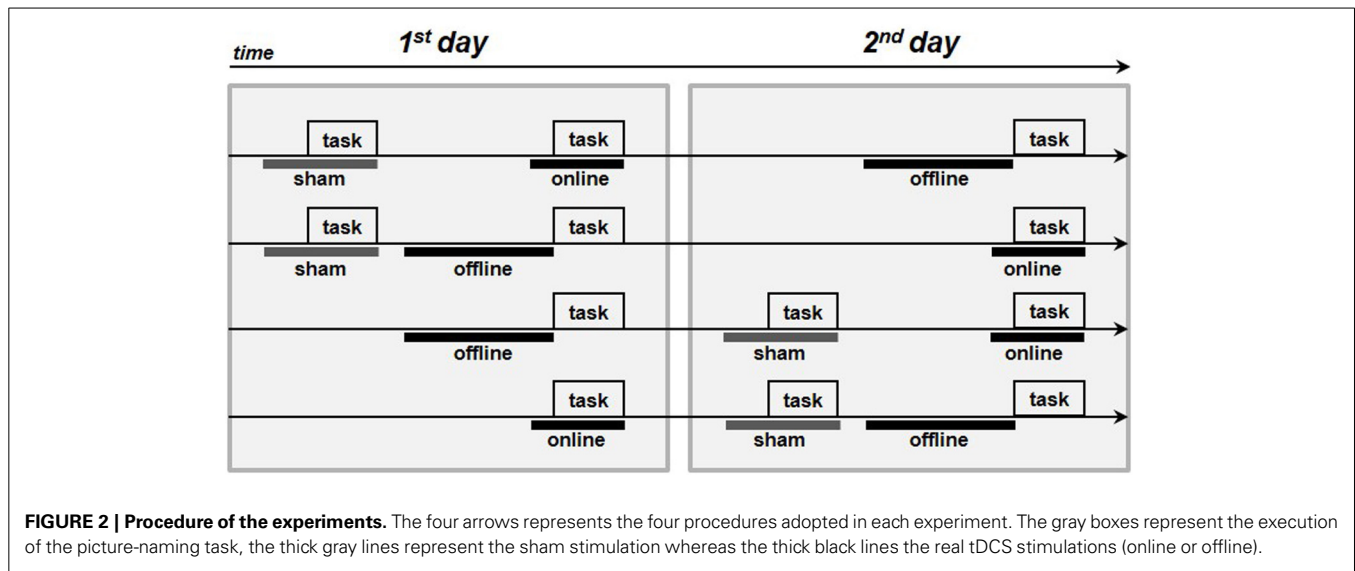 time 1st day 2nd day
task task task
sham online offline
task task task
sham offline online
task task task
offline sham online
task task task
online sham offline
FIGURE 2 | Procedure of the experiments. The four arrows represents the four procedures adopted in each experiment. The gray boxes represent the execution
of the picture-naming task, the thick gray lines represent the sham stimulation whereas the thick black lines the real tDCS stimulations (online or offline).